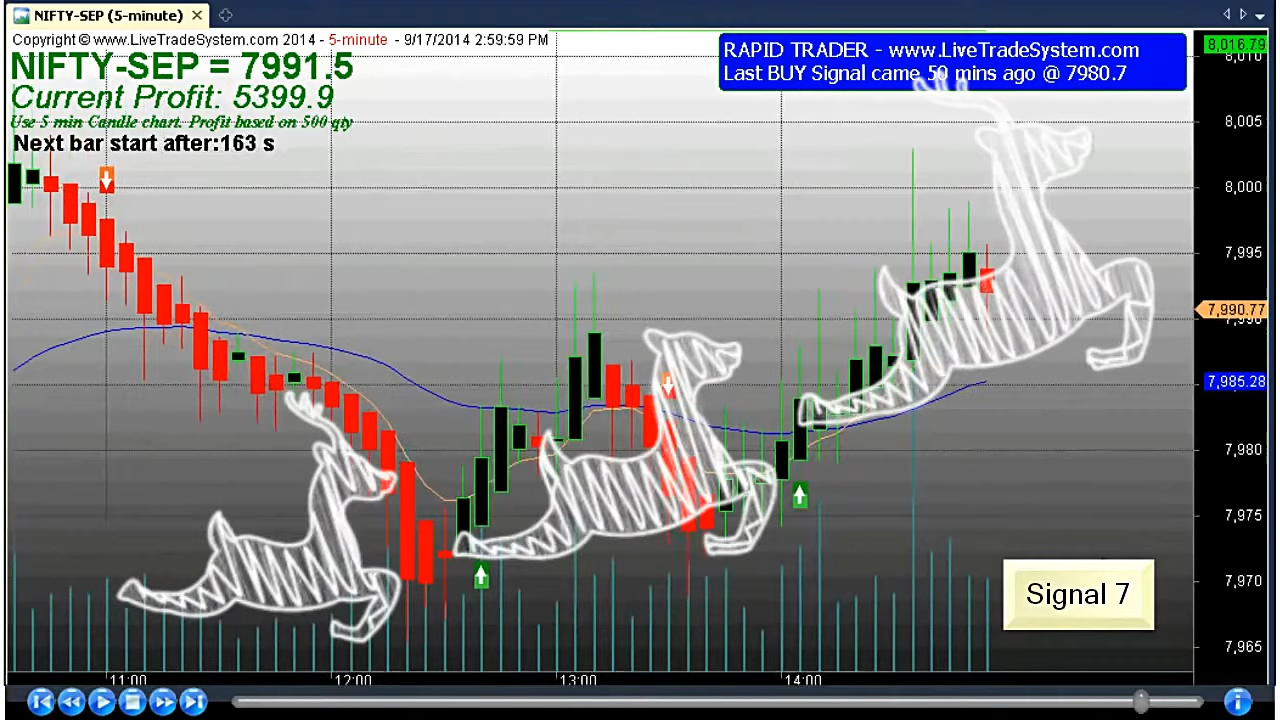 NIFTY-SEP (5-minute)
Copyright © www.LiveTradeSystem.com 2014 - 5-minute - 9/17/2014 2:59:59 PM
NIFTY-SEP = 7991.5
Current Profit: 5399.9
Use 5 min Candle chart. Profit based on 500 qty
Next bar start after:163 s
RAPID TRADER - www.LiveTradeSystem.com
Last BUY Signal came 50 mins ago @ 7980.7
8,016.79
8,010
8,005
8,000
7,995
7,990.77
7,990
7,985.28
7,980
7,975
7,970
7,965
Signal 7
11:00
12:00
13:00
14:00